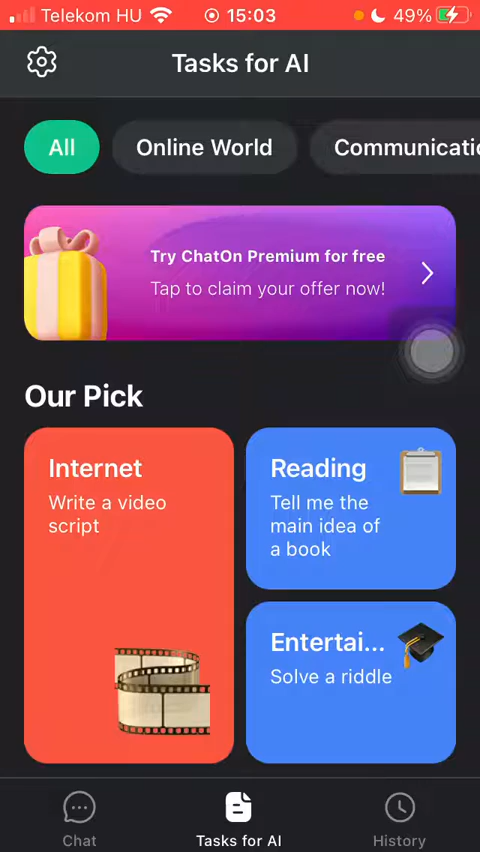 Telekom HU 15:03 49%
Tasks for AI
All Online World Communicatio
Try ChatOn Premium for free
Tap to claim your offer now!
Our Pick
Internet
Write a video
script
Reading
Tell me the
main idea of
a book
Entertai...
Solve a riddle
Chat Tasks for AI History